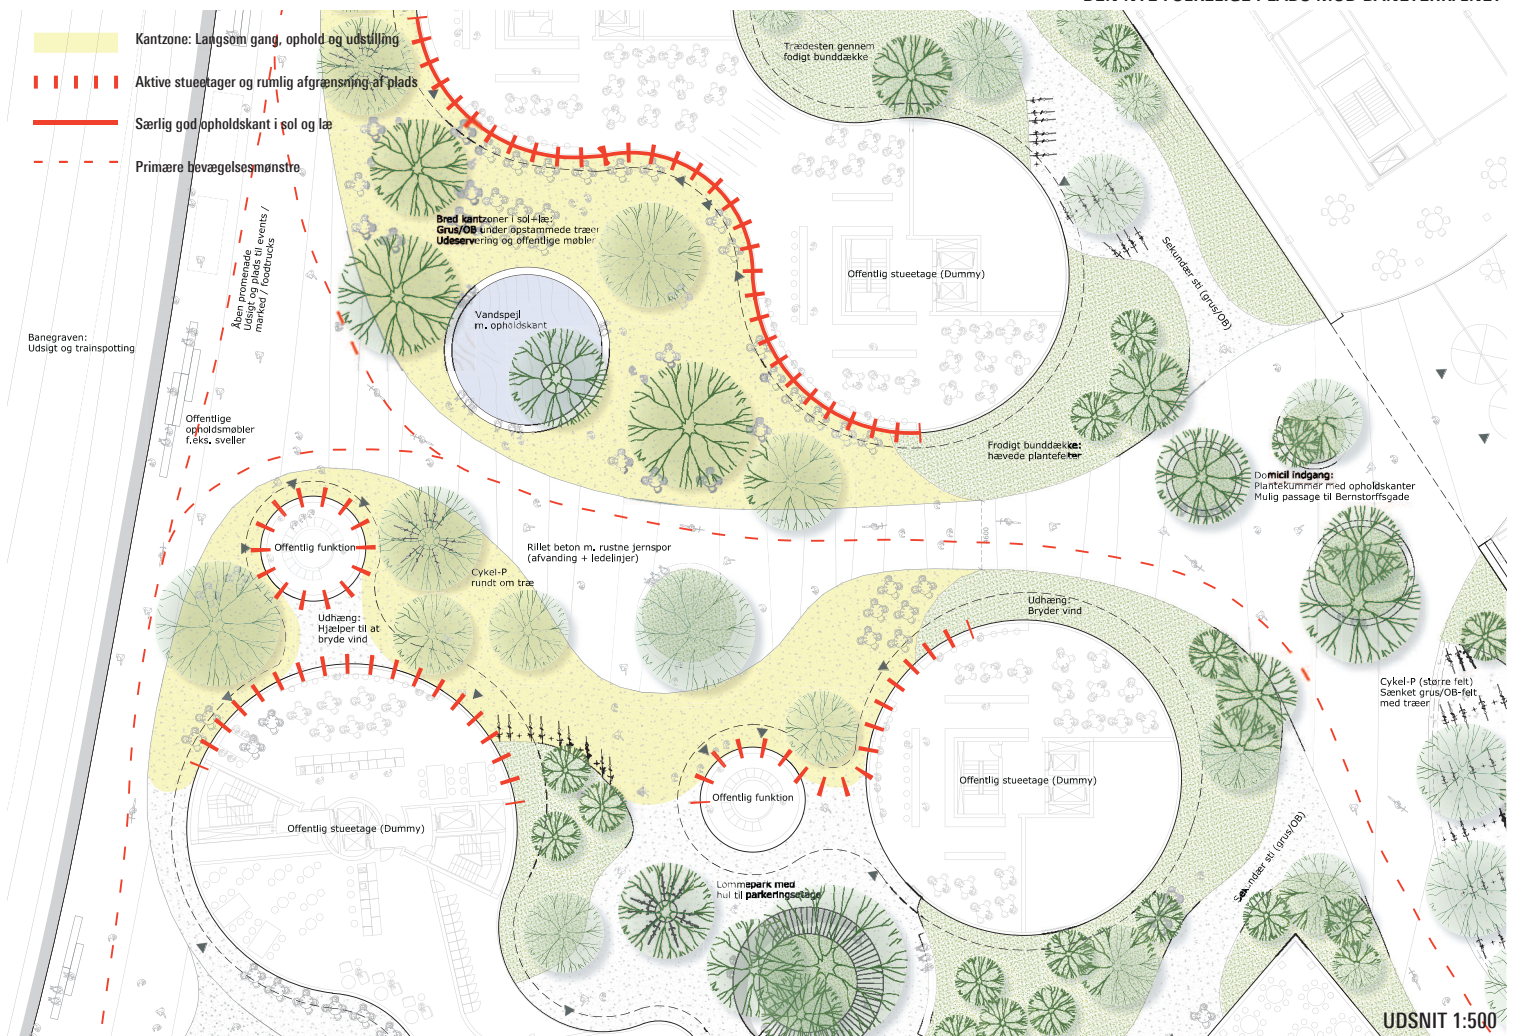 Kantzone: Langsom gang, ophold og udstilling
Aktive stueetager og rumlig afgrænsning af plads
Særlig god opholdskant i sol og læ
Primære bevægelsesmønstre
Trædesten gennem
fodigt bunddække
Bred kantzoner i sol+læ:
Grus/OB under opstammede træer
Udeservering og offentlige møbler
Åben promenade
Udsigt og plads til events /
marked / foodtrucks
Banegraven:
Udsigt og trainspotting
Vandspejl
m. opholdskant
Offentlig stueetage (Dummy)
Sekundær sti (grus/OB)
Offentlige
opholdsmøbler
f.eks. sveller
Frodigt bunddække:
hævede plantefelter
Domicil indgang:
Plantekummer med opholdskanter
Mulig passage til Bernstorffsgade
Offentlig funktion
Rillet beton m. rustne jernspor
(afvanding + ledelinjer)
Cykel-P
rundt om træ
Udhæng:
Hjælper til at
bryde vind
Udhæng:
Bryder vind
Cykel-P (større felt)
Sænket grus/OB-felt
med træer
Offentlig stueetage (Dummy)
Offentlig funktion
Offentlig stueetage (Dummy)
Sekundær sti (grus/OB)
Lommepark med
hul til parkeringsetage
UDSNIT 1:500